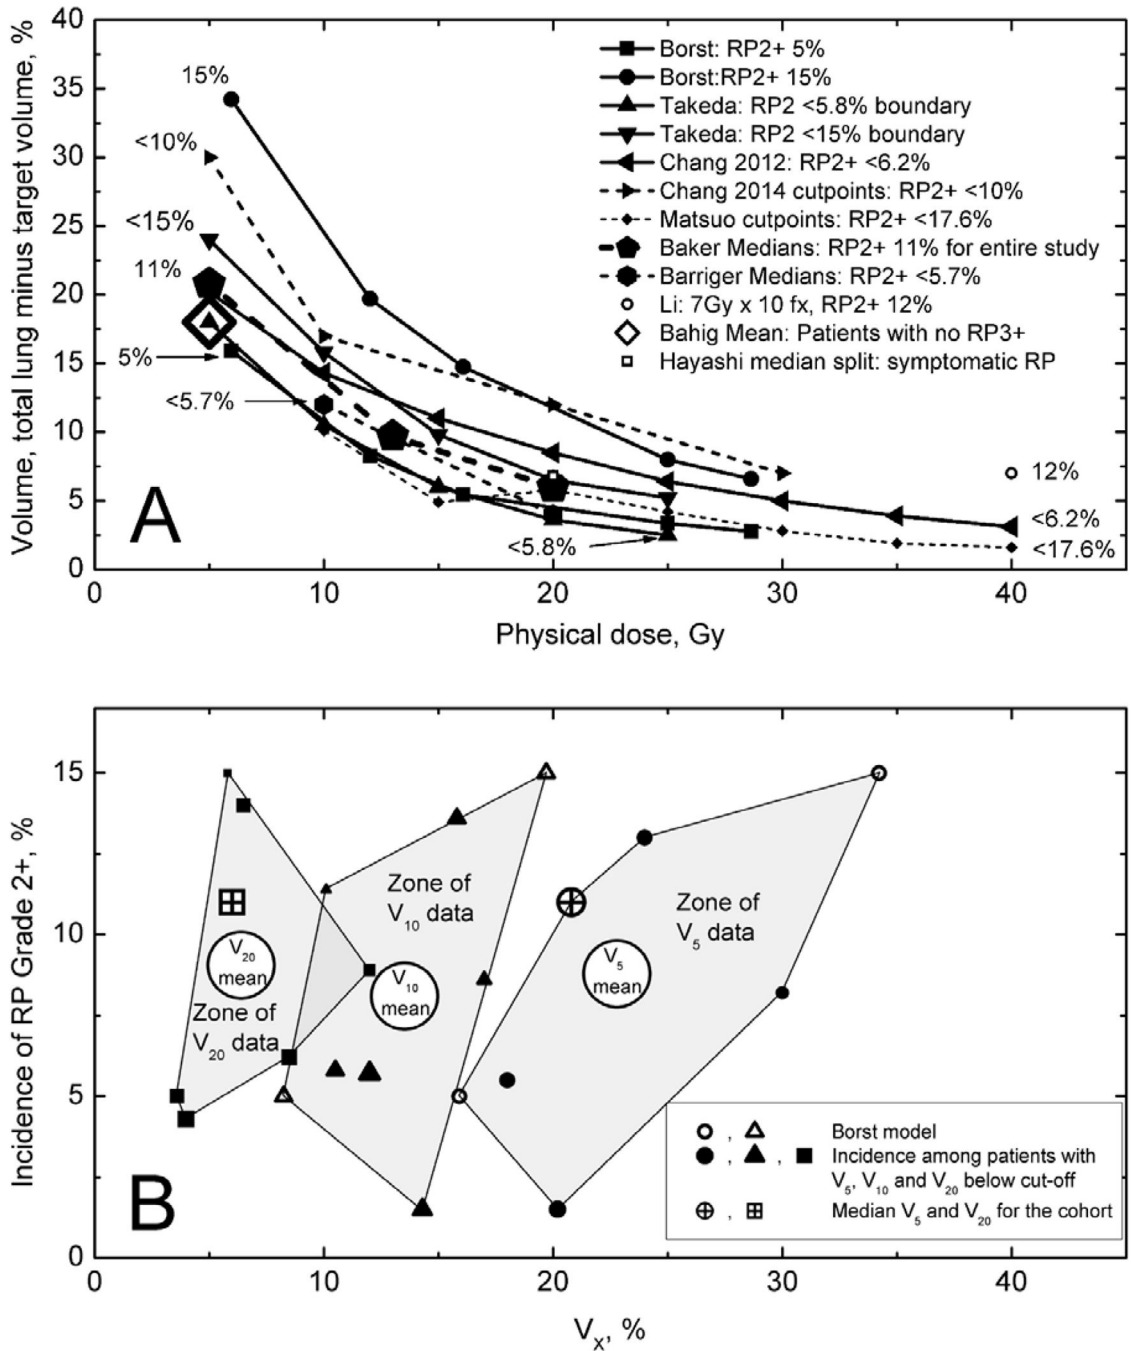 Volume, total lung minus target volume, %
40
35
30
25
20
15
10
5
0
15%
<10%
<15%
11%
5%
<5.7%
<5.8%
12%
<6.2%
<17.6%
Borst: RP2+ 5%
Borst:RP2+ 15%
Takeda: RP2 <5.8% boundary
Takeda: RP2 <15% boundary
Chang 2012: RP2+ <6.2%
Chang 2014 cutpoints: RP2+ <10%
Matsuo cutpoints: RP2+ <17.6%
Baker Medians: RP2+ 11% for entire study
Barriger Medians: RP2+ <5.7%
Li: 7Gy x 10 fx, RP2+ 12%
Bahig Mean: Patients with no RP3+
Hayashi median split: symptomatic RP
A
0 10 20 30 40
Physical dose, Gy
Incidence of RP Grade 2+, %
15
10
5
0
Zone of
V10 data
Zone of
V5 data
V20
mean
V10
mean
V5
mean
Zone of
V20 data
, Borst model
, , Incidence among patients with
V5, V10 and V20 below cut-off
, Median V5 and V20 for the cohort
B
0 10 20 30 40
Vx, %